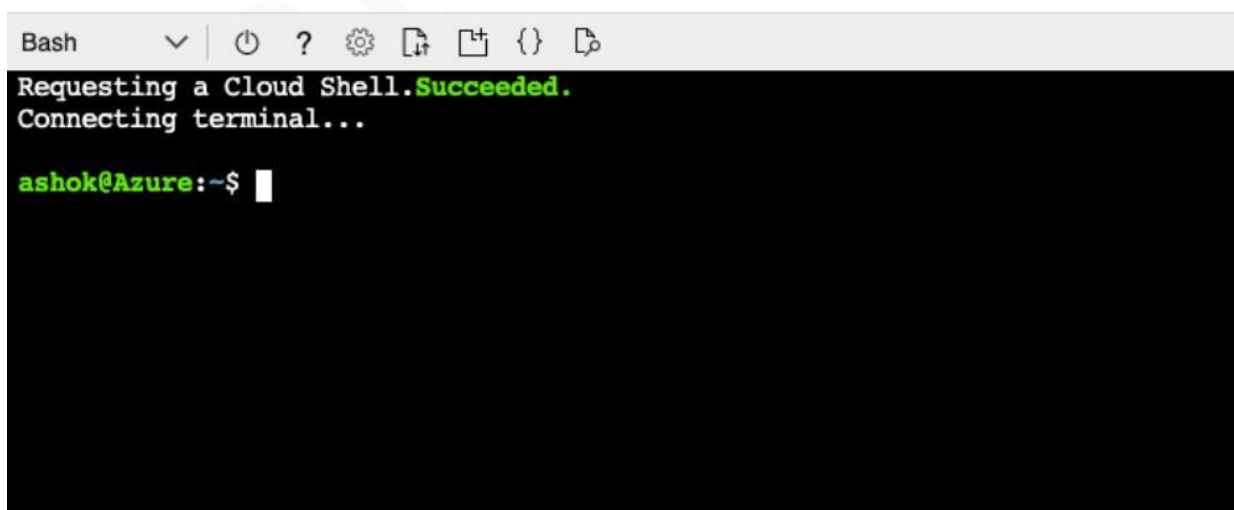 Bash ? {}
Requesting a Cloud Shell.Succeeded.
Connecting terminal...
ashok@Azure:~$